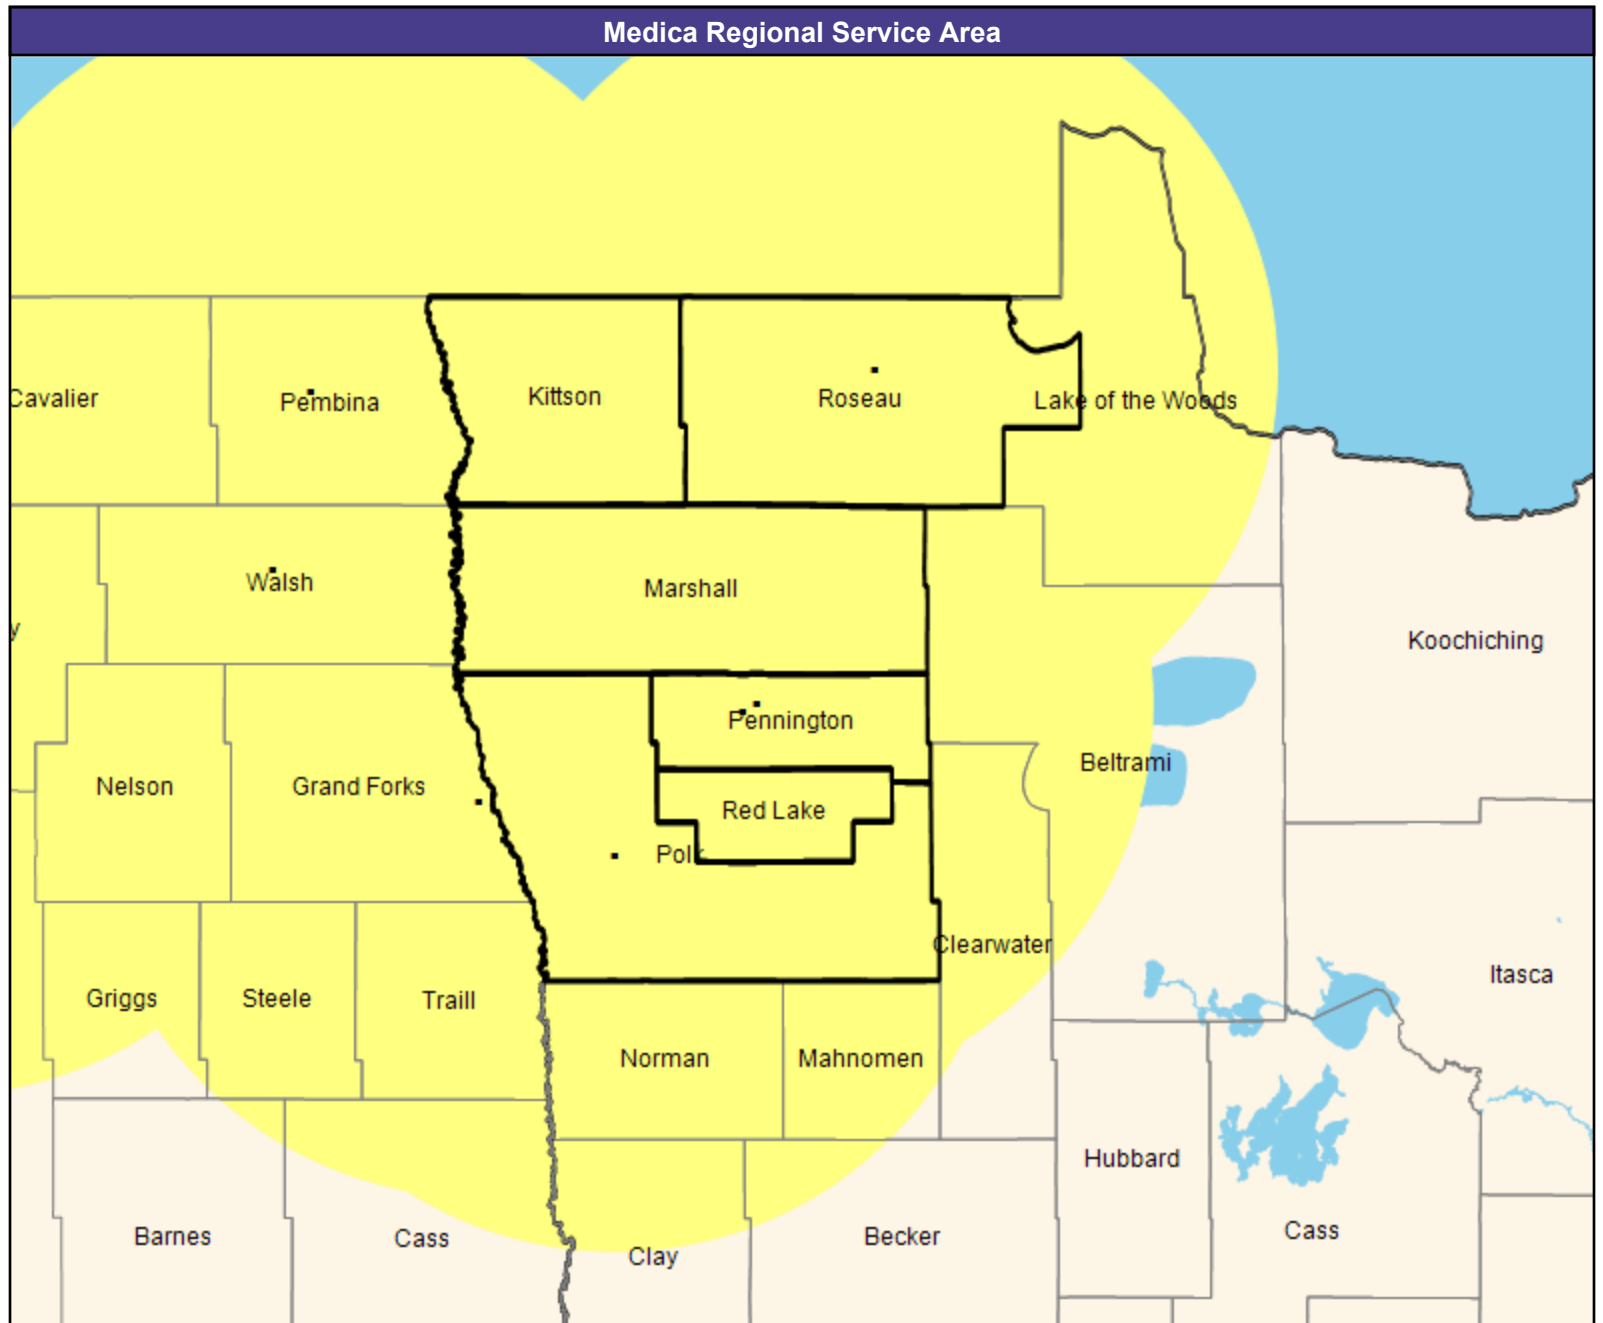 Medica Regional Service Area
Cavalier
Pembina
Kittson
Roseau
Lake of the Woods
Walsh
Marshall
y
Koochiching
Pennington
Beltrami
Nelson
Grand Forks
Red Lake
Polk
Clearwater
Griggs
Steele
Traill
Itasca
Norman
Mahnomen
Hubbard
Barnes
Cass
Clay
Becker
Cass